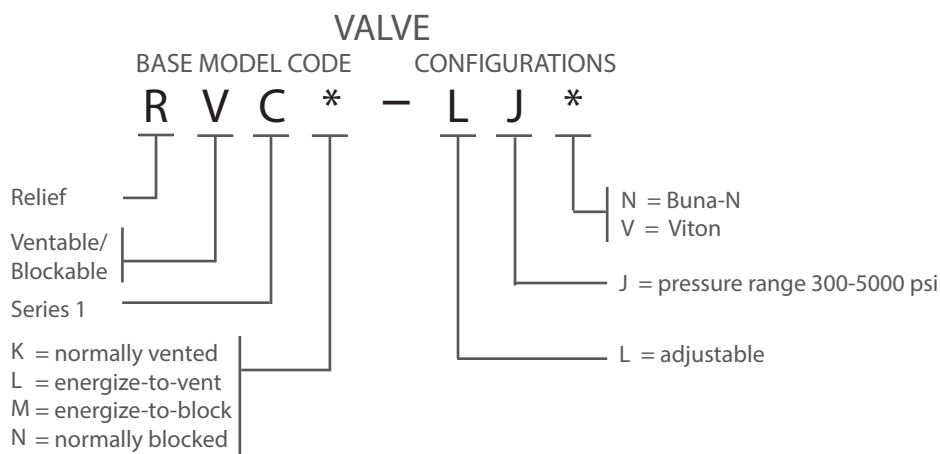 VALVE
BASE MODEL CODE CONFIGURATIONS
R V C * – L J *
Relief
Ventable/
Blockable
Series 1
K = normally vented
L = energize-to-vent
M = energize-to-block
N = normally blocked
N = Buna-N
V = Viton
J = pressure range 300-5000 psi
L = adjustable